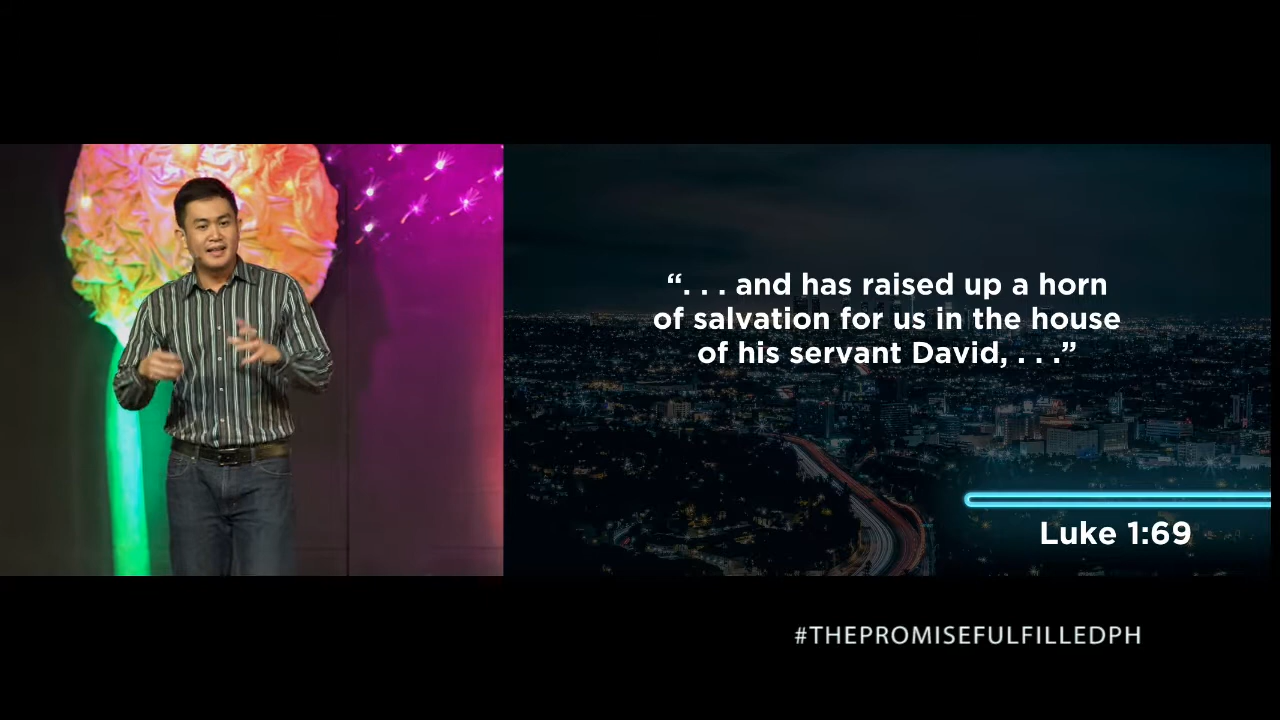 “. . . and has raised up a horn
of salvation for us in the house
of his servant David, . . .”
Luke 1:69
#THEPROMISEFULFILLEDPH